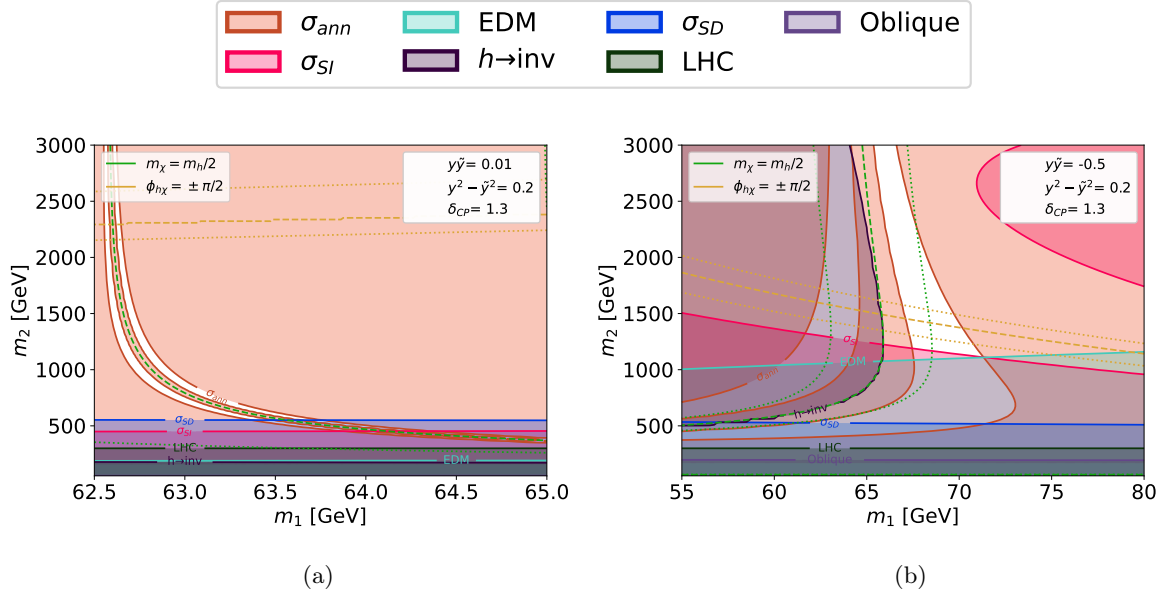 σ_ann EDM σ_SD Oblique
σ_SI h→inv LHC
3000
2500
2000
1500
1000
500
m_2 [GeV]
m_χ = m_h/2
ϕ_hχ = ± π/2
yỹ = 0.01
y² − ỹ² = 0.2
δ_CP = 1.3
σ_ann
σ_SD
σ_SI
LHC
h→inv
EDM
62.5 63.0 63.5 64.0 64.5 65.0
m_1 [GeV]
(a)
3000
2500
2000
1500
1000
500
m_2 [GeV]
m_χ = m_h/2
ϕ_hχ = ± π/2
yỹ = -0.5
y² − ỹ² = 0.2
δ_CP = 1.3
σ_ann
h→inv
σ_SD
LHC
Oblique
55 60 65 70 75 80
m_1 [GeV]
(b)